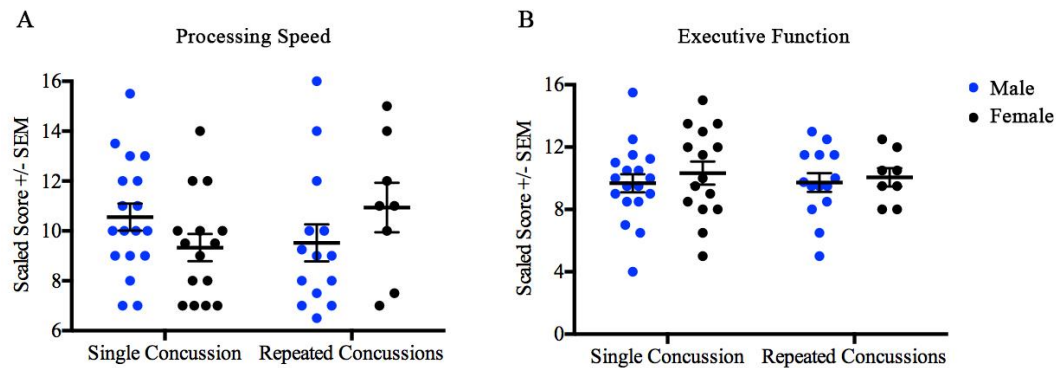 A
Processing Speed
Scaled Score +/- SEM
16
14
12
10
8
6
Single Concussion
Repeated Concussions
B
Executive Function
Scaled Score +/- SEM
16
12
8
4
0
Single Concussion
Repeated Concussions
Male
Female